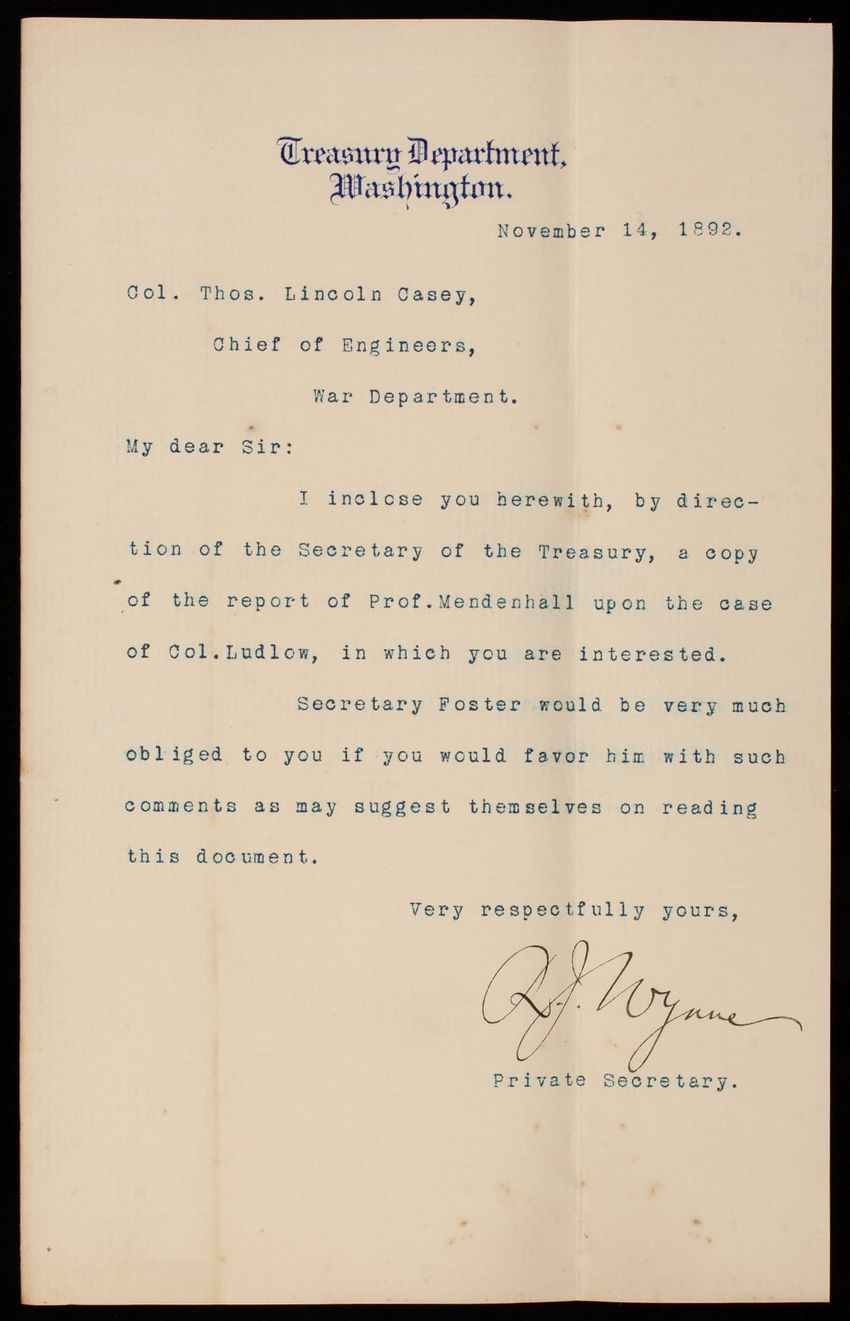 Treasury Department,
Washington.
November 14, 1892.
Col. Thos. Lincoln Casey,
Chief of Engineers,
War Department.
My dear Sir:
I inclose you herewith, by direc-
tion of the Secretary of the Treasury, a copy
of the report of Prof.Mendenhall upon the case
of Col.Ludlow, in which you are interested.
Secretary Foster would be very much
obliged to you if you would favor him with such
comments as may suggest themselves on reading
this document.
Very respectfully yours,
R.J. Wynne
Private Secretary.